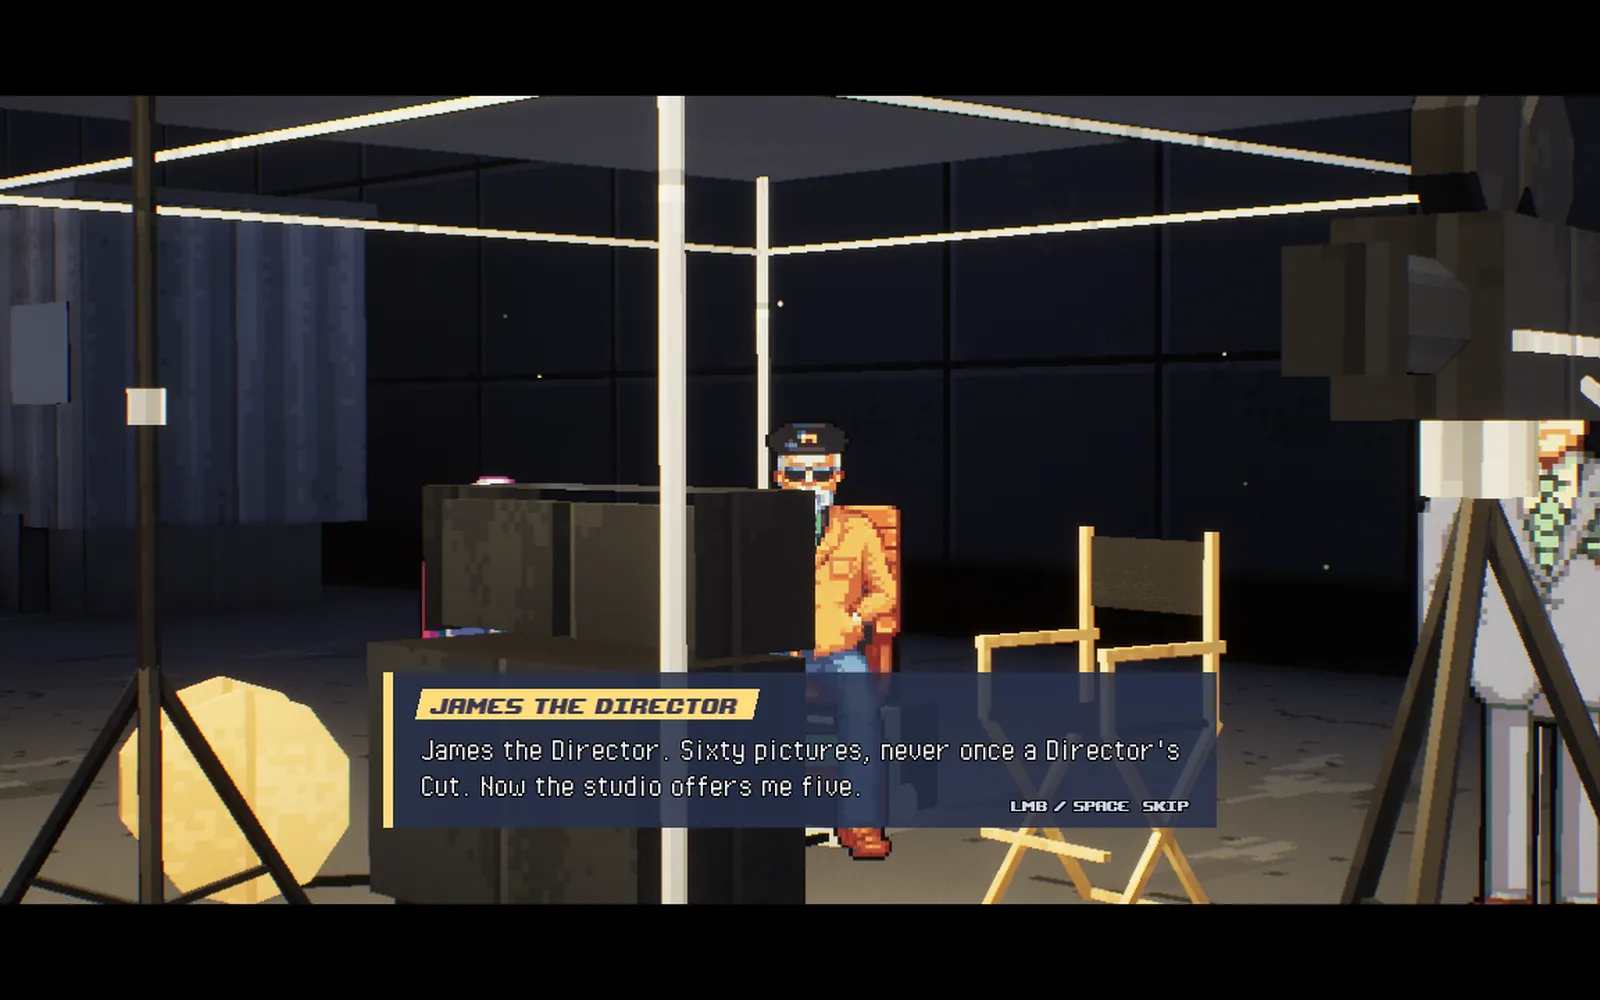 JAMES THE DIRECTOR
James the Director. Sixty pictures, never once a Director's
Cut. Now the studio offers me five.
LMB / SPACE SKIP